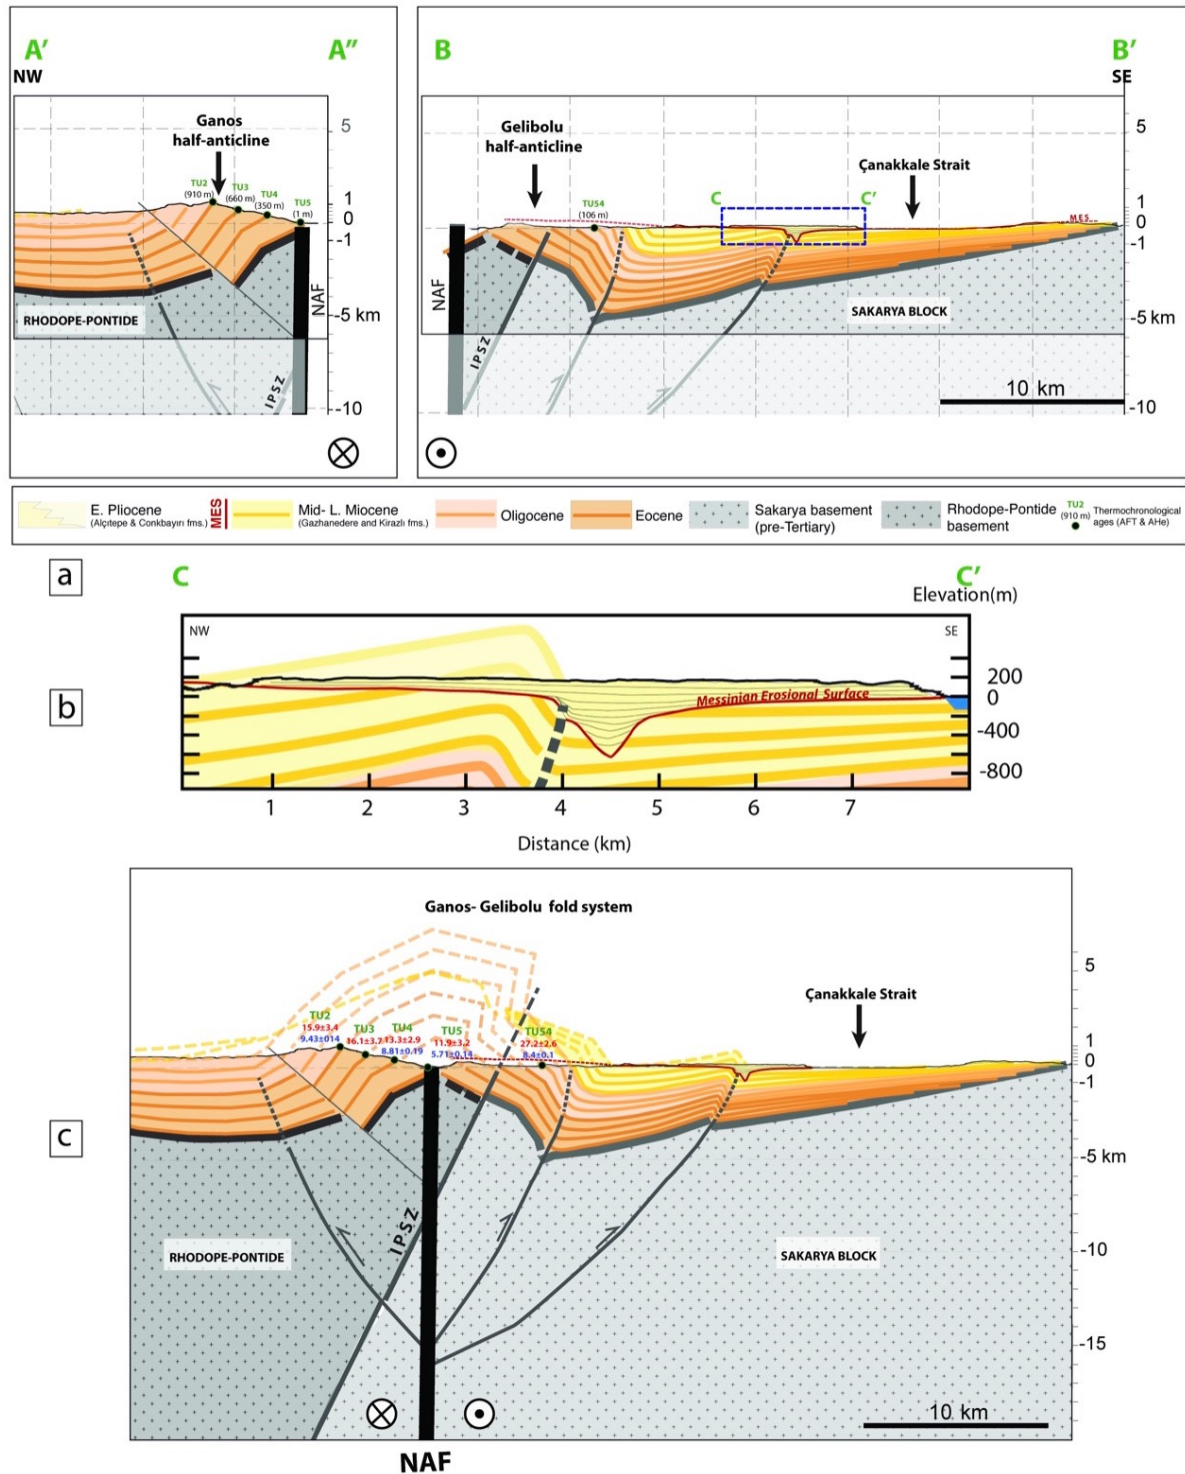 A’
A’’
NW
Ganos
half-anticline
TU2
(910 m)
TU3
(660 m)
TU4
(350 m)
TU5
(1 m)
5
1
0
-1
-5 km
-10
NAF
RHODOPE-PONTIDE
IPSZ
B
B’
SE
Gelibolu
half-anticline
TU54
(106 m)
C
C’
Çanakkale Strait
MES
5
1
0
-1
-5 km
-10
NAF
IPSZ
SAKARYA BLOCK
10 km
E. Pliocene
(Alçıtepe & Conkbayırı fms.)
MES
Mid- L. Miocene
(Gazhanedere and Kirazlı fms.)
Oligocene
Eocene
Sakarya basement
(pre-Tertiary)
Rhodope-Pontide
basement
TU2
(910 m)
Thermochronological
ages (AFT & AHe)
a
C
C’
Elevation(m)
NW
SE
200
0
-400
-800
Messinian Erosional Surface
b
1
2
3
4
5
6
7
Distance (km)
Ganos- Gelibolu fold system
Çanakkale Strait
TU2
15.9±3.4
9.43±014
TU3
16.1±3.7
TU4
13.3±2.9
8.81±0.19
TU5
11.9±3.2
5.71±0.14
TU54
27.2±2.6
8.4±0.1
5
1
0
-1
-5 km
-10
-15
c
RHODOPE-PONTIDE
IPSZ
SAKARYA BLOCK
10 km
NAF